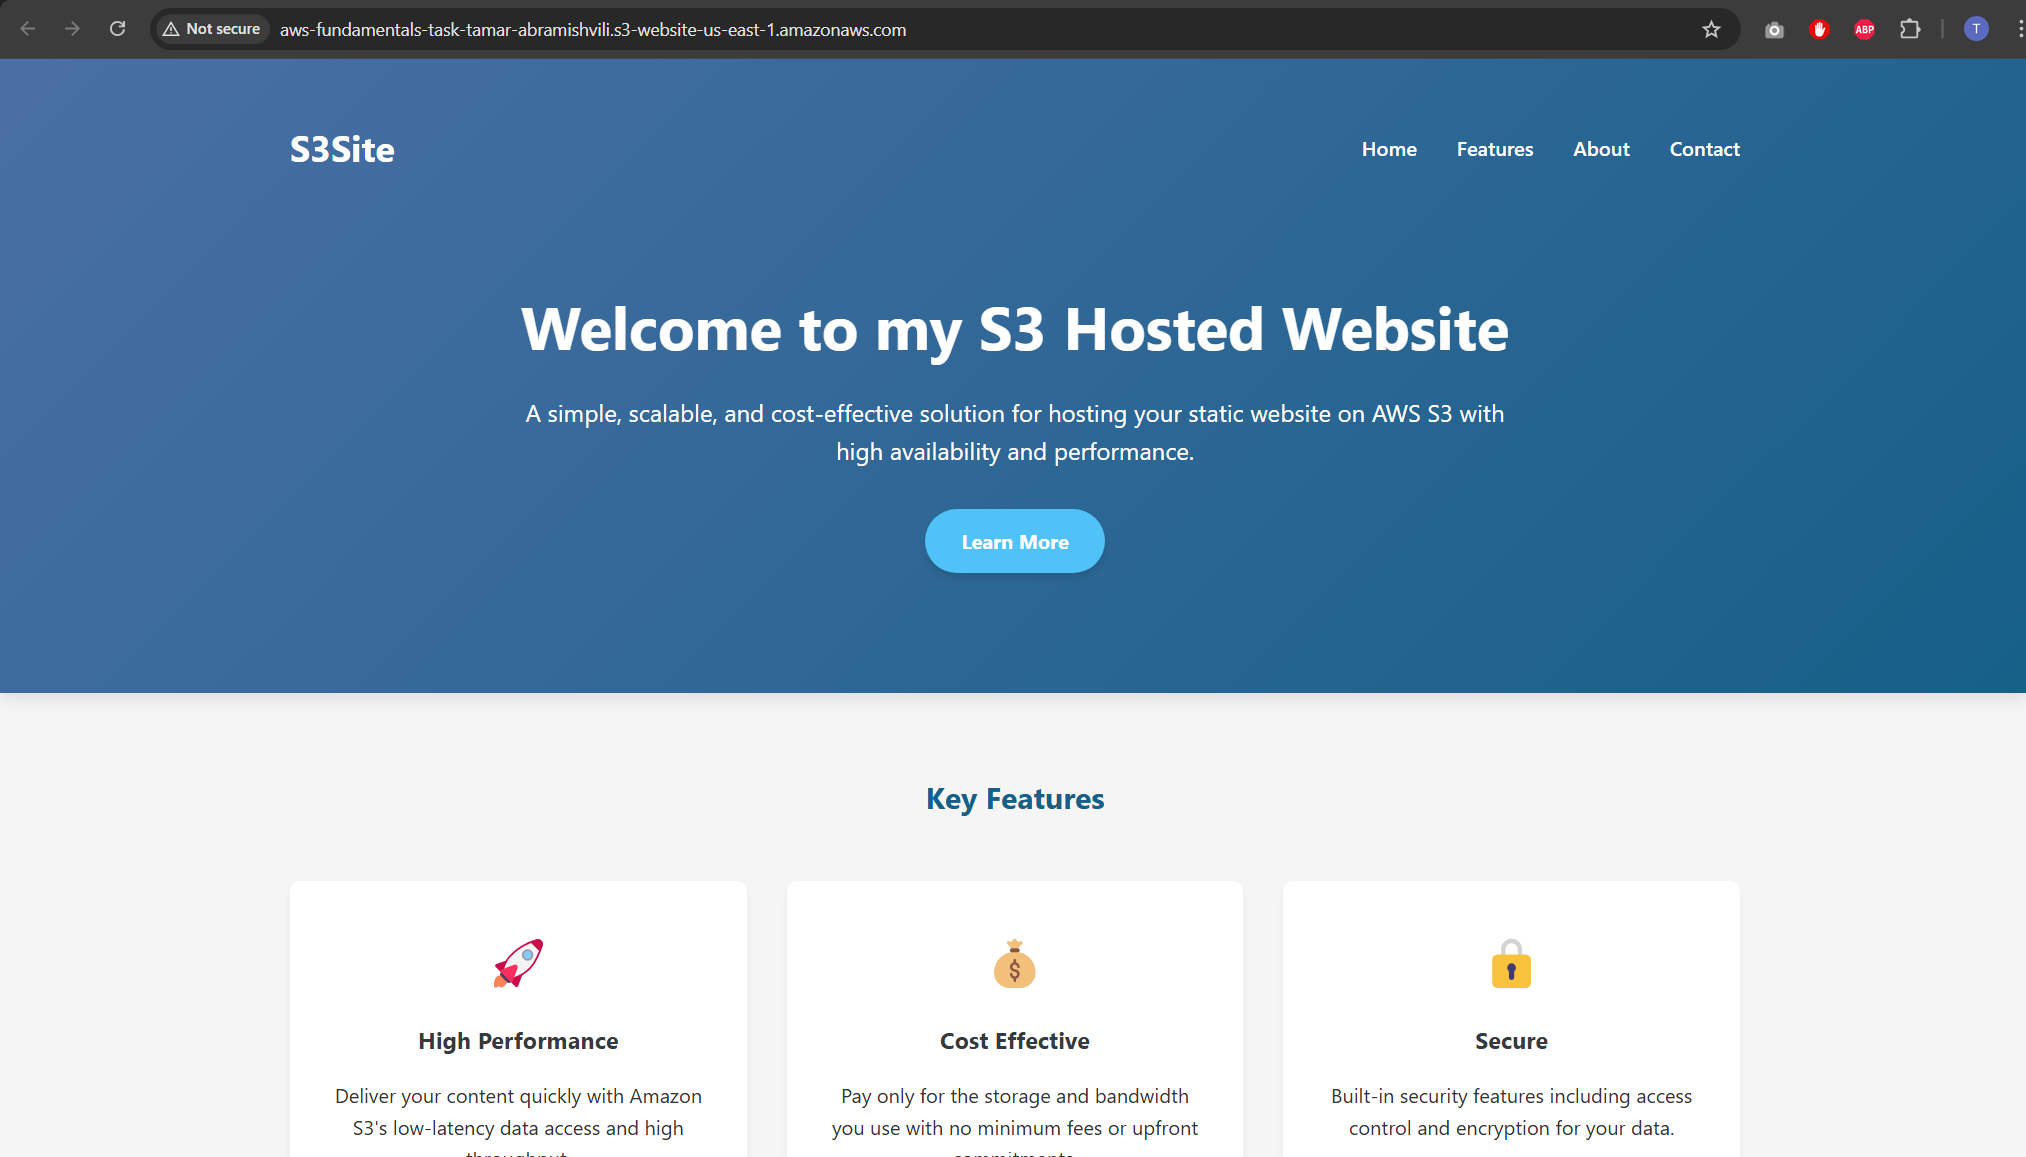 Not secure
aws-fundamentals-task-tamar-abramishvili.s3-website-us-east-1.amazonaws.com
ABP
T
S3Site
Home
Features
About
Contact
Welcome to my S3 Hosted Website
A simple, scalable, and cost-effective solution for hosting your static website on AWS S3 with
high availability and performance.
Learn More
Key Features
High Performance
Deliver your content quickly with Amazon
S3's low-latency data access and high
Cost Effective
Pay only for the storage and bandwidth
you use with no minimum fees or upfront
Secure
Built-in security features including access
control and encryption for your data.